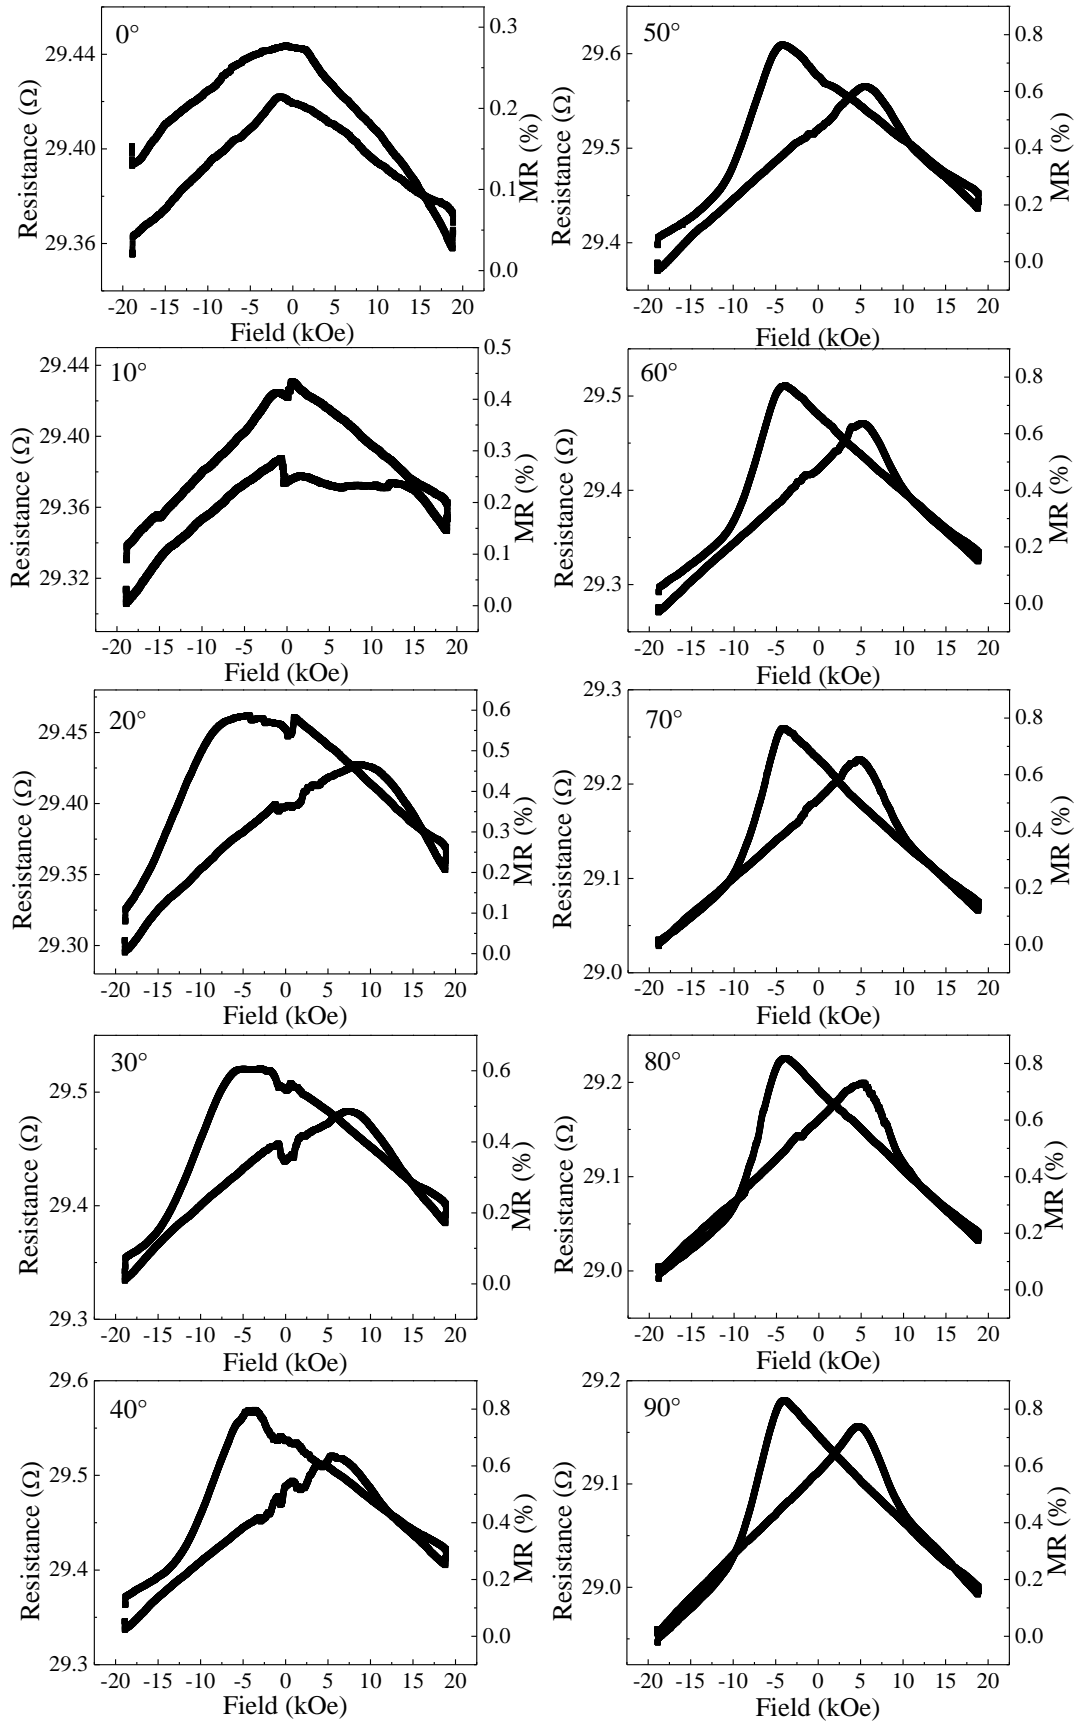 0°
29.44
29.40
29.36
Resistance (Ω)
0.3
0.2
0.1
0.0
MR (%)
-20 -15 -10 -5 0 5 10 15 20
Field (kOe)
50°
29.6
29.5
29.4
Resistance (Ω)
0.8
0.6
0.4
0.2
0.0
MR (%)
-20 -15 -10 -5 0 5 10 15 20
Field (kOe)
10°
29.44
29.40
29.36
29.32
Resistance (Ω)
0.5
0.4
0.3
0.2
0.1
0.0
MR (%)
-20 -15 -10 -5 0 5 10 15 20
Field (kOe)
60°
29.5
29.4
29.3
Resistance (Ω)
0.8
0.6
0.4
0.2
0.0
MR (%)
-20 -15 -10 -5 0 5 10 15 20
Field (kOe)
20°
29.45
29.40
29.35
29.30
Resistance (Ω)
0.6
0.5
0.4
0.3
0.2
0.1
0.0
MR (%)
-20 -15 -10 -5 0 5 10 15 20
Field (kOe)
70°
29.3
29.2
29.1
29.0
Resistance (Ω)
0.8
0.6
0.4
0.2
0.0
MR (%)
-20 -15 -10 -5 0 5 10 15 20
Field (kOe)
30°
29.5
29.4
29.3
Resistance (Ω)
0.6
0.4
0.2
0.0
MR (%)
-20 -15 -10 -5 0 5 10 15 20
Field (kOe)
80°
29.2
29.1
29.0
Resistance (Ω)
0.8
0.6
0.4
0.2
0.0
MR (%)
-20 -15 -10 -5 0 5 10 15 20
Field (kOe)
40°
29.6
29.5
29.4
29.3
Resistance (Ω)
0.8
0.6
0.4
0.2
0.0
MR (%)
-20 -15 -10 -5 0 5 10 15 20
Field (kOe)
90°
29.2
29.1
29.0
Resistance (Ω)
0.8
0.6
0.4
0.2
0.0
MR (%)
-20 -15 -10 -5 0 5 10 15 20
Field (kOe)